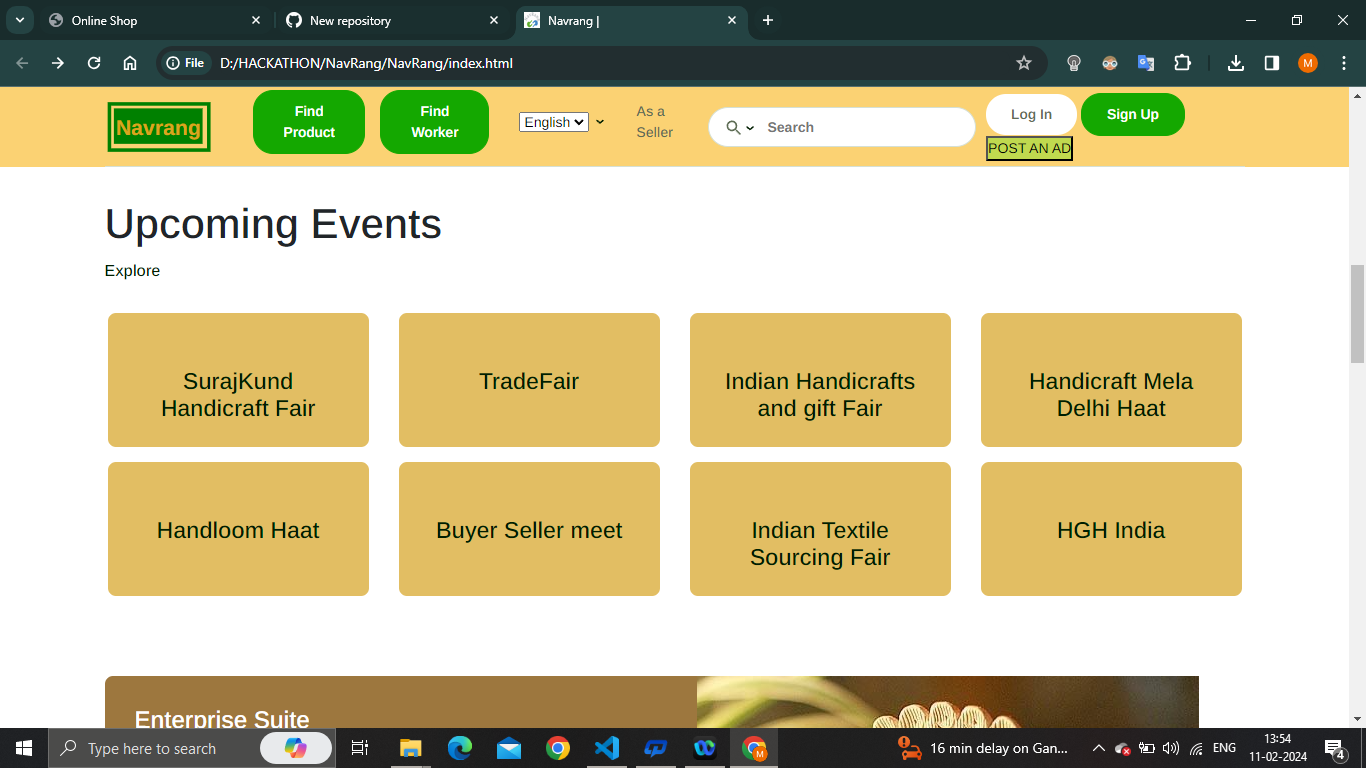 Online Shop
New repository
Navrang |
File
D:/HACKATHON/NavRang/NavRang/index.html
M
Navrang
Find
Product
Find
Worker
English
As a
Seller
Search
Log In
Sign Up
POST AN AD
Upcoming Events
Explore
SurajKund
Handicraft Fair
TradeFair
Indian Handicrafts
and gift Fair
Handicraft Mela
Delhi Haat
Handloom Haat
Buyer Seller meet
Indian Textile
Sourcing Fair
HGH India
Enterprise Suite
Type here to search
M
16 min delay on Gan...
ENG
13:54
11-02-2024
4